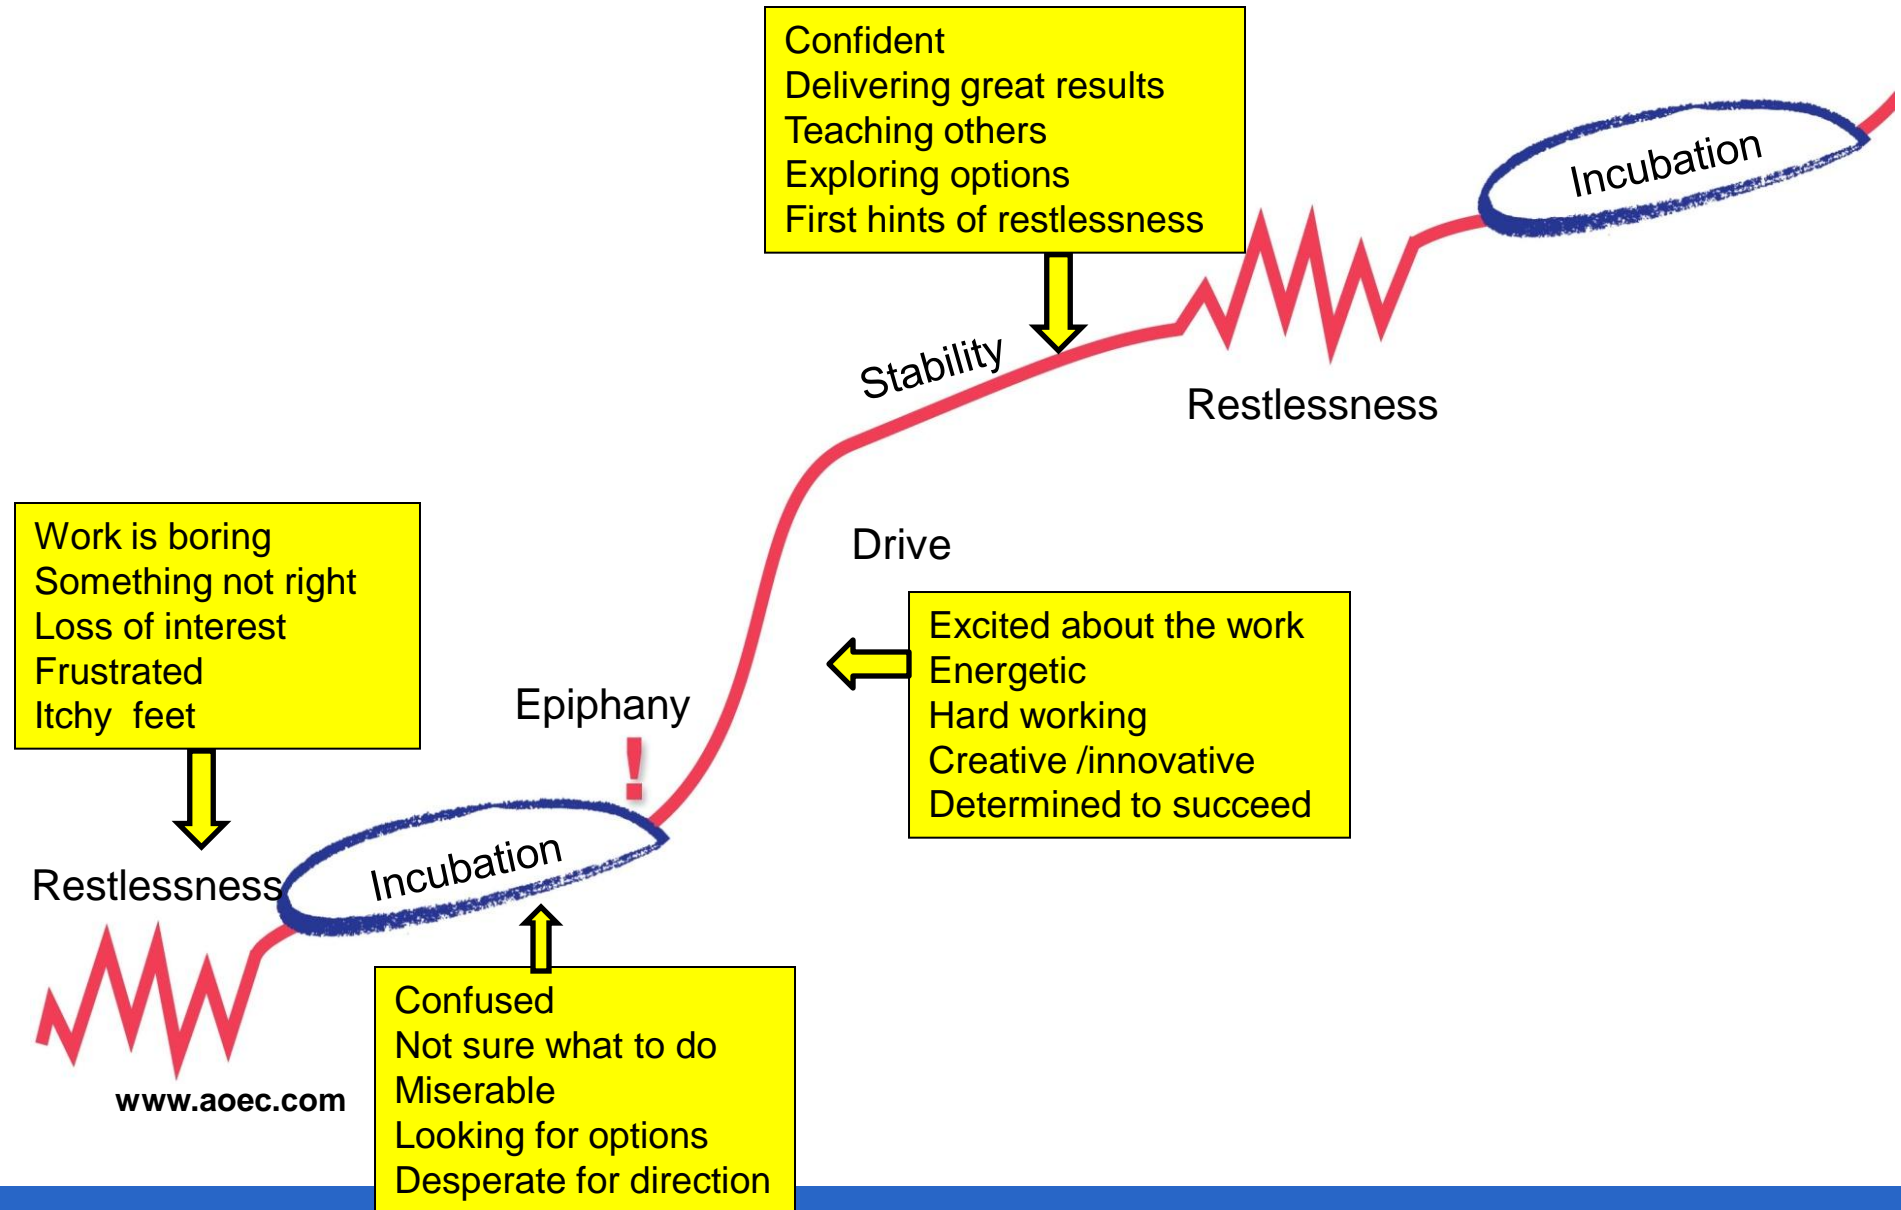 Confident
Delivering great results
Teaching others
Exploring options
First hints of restlessness
Incubation
Stability
Restlessness
Work is boring
Something not right
Loss of interest
Frustrated
Itchy  feet
Drive
Excited about the work
Energetic
Hard working
Creative /innovative
Determined to succeed
Epiphany
!
Incubation
Restlessness
Confused
Not sure what to do
Miserable
Looking for options
Desperate for direction
www.aoec.com